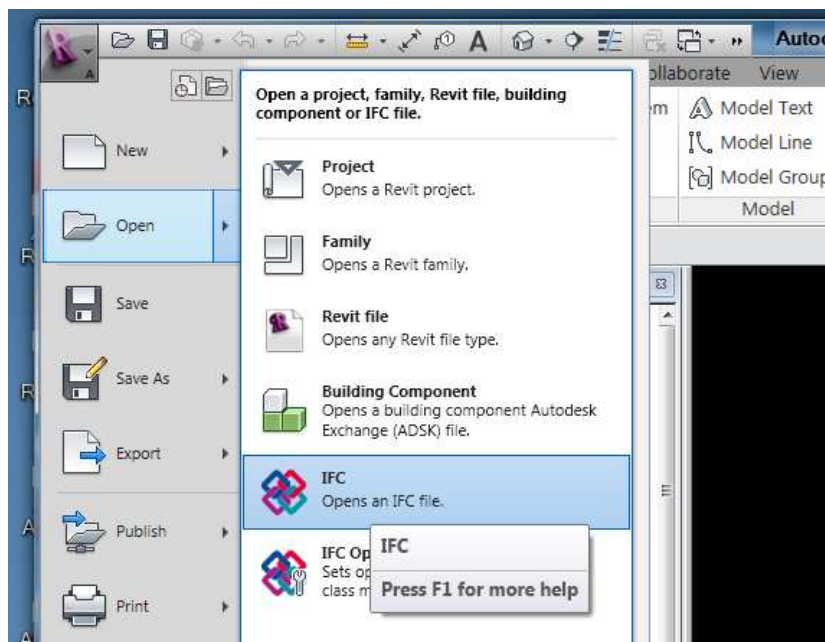 Autod
ollaborate View
Open a project, family, Revit file, building
component or IFC file.
m
Model Text
Model Line
Model Group
Model
New
Open
Save
Save As
Export
Publish
Print
Project
Opens a Revit project.
Family
Opens a Revit family.
Revit file
Opens any Revit file type.
Building Component
Opens a building component Autodesk
Exchange (ADSK) file.
IFC
Opens an IFC file.
IFC Op
Sets op
class m
IFC
Press F1 for more help
A
R
R
R
A
A